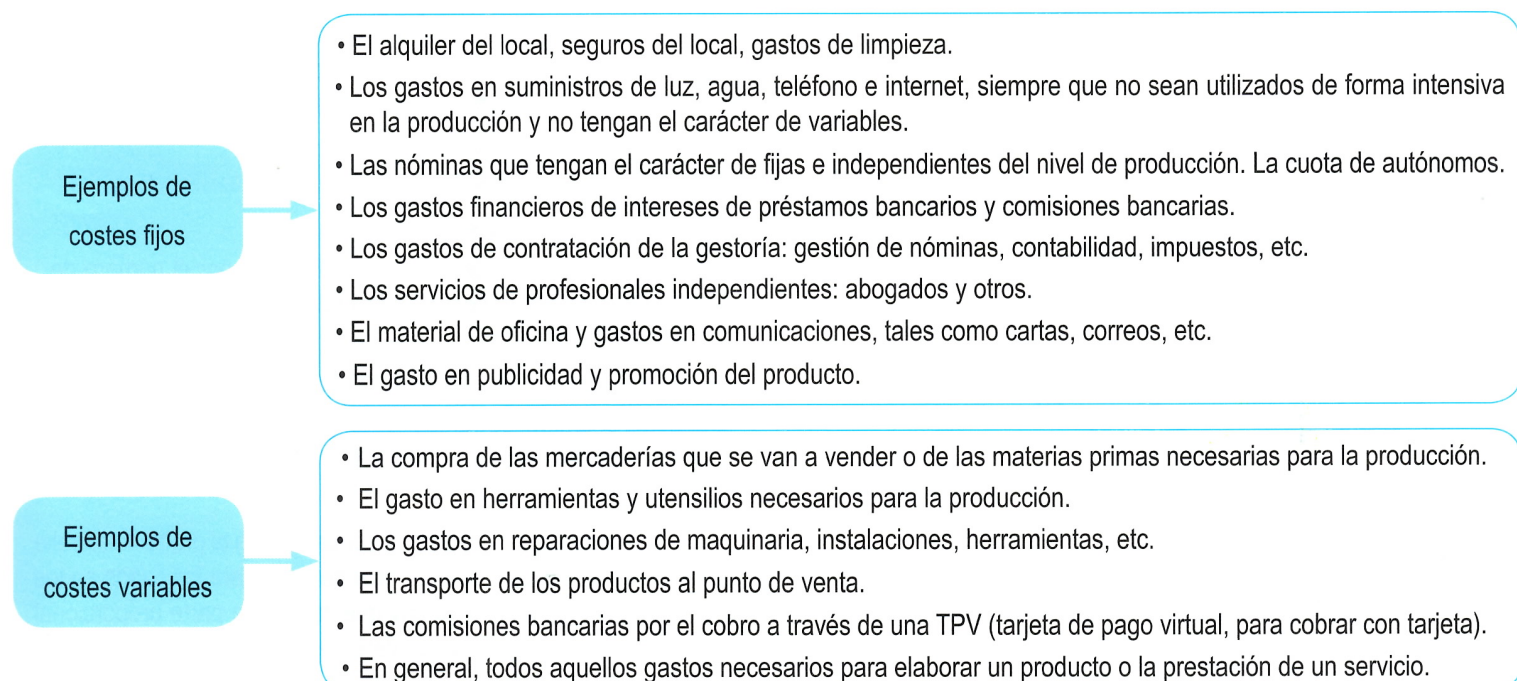 Ejemplos de
costes fijos
• El alquiler del local, seguros del local, gastos de limpieza.
• Los gastos en suministros de luz, agua, teléfono e internet, siempre que no sean utilizados de forma intensiva
en la producción y no tengan el carácter de variables.
• Las nóminas que tengan el carácter de fijas e independientes del nivel de producción. La cuota de autónomos.
• Los gastos financieros de intereses de préstamos bancarios y comisiones bancarias.
• Los gastos de contratación de la gestoría: gestión de nóminas, contabilidad, impuestos, etc.
• Los servicios de profesionales independientes: abogados y otros.
• El material de oficina y gastos en comunicaciones, tales como cartas, correos, etc.
• El gasto en publicidad y promoción del producto.
Ejemplos de
costes variables
• La compra de las mercaderías que se van a vender o de las materias primas necesarias para la producción.
• El gasto en herramientas y utensilios necesarios para la producción.
• Los gastos en reparaciones de maquinaria, instalaciones, herramientas, etc.
• El transporte de los productos al punto de venta.
• Las comisiones bancarias por el cobro a través de una TPV (tarjeta de pago virtual, para cobrar con tarjeta).
• En general, todos aquellos gastos necesarios para elaborar un producto o la prestación de un servicio.